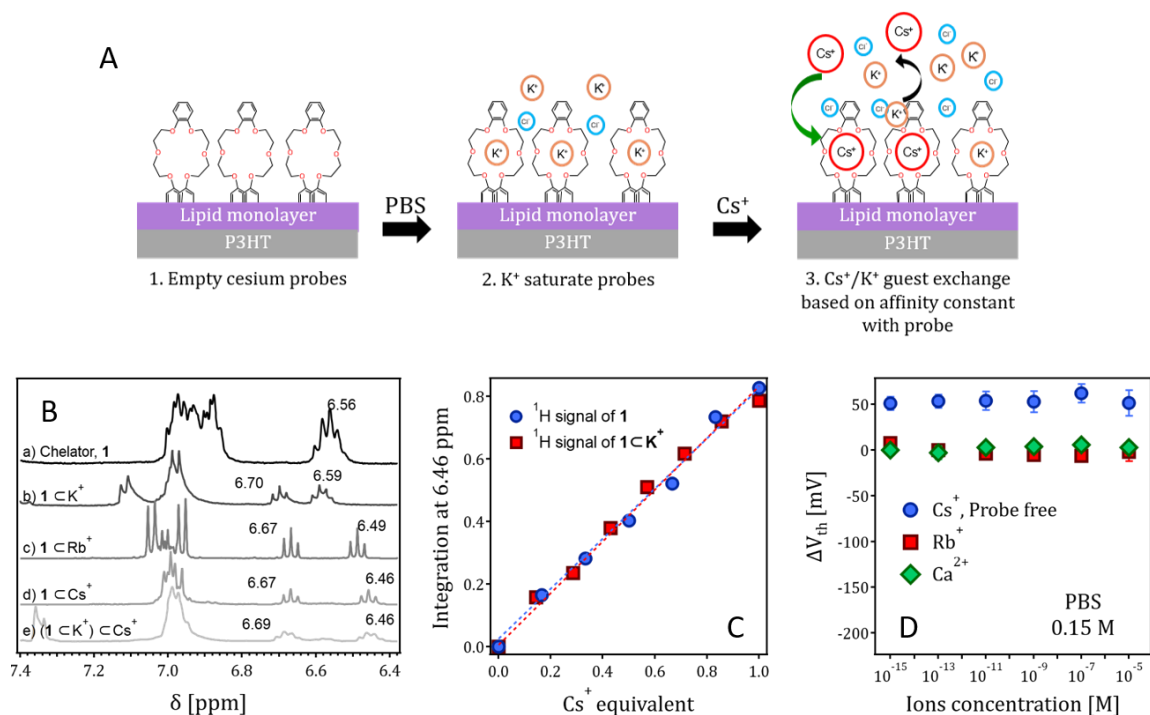 A
K⁺
K⁺
Cl⁻
Cl⁻
K⁺
K⁺
K⁺
Cs⁺
Cs⁺
Cl⁻
Cl⁻
K⁺
K⁺
K⁺
Cl⁻
Cl⁻
Cl⁻
K⁺
Cl⁻
Cs⁺
Cs⁺
K⁺
O O O O O O
O O O O O O
O O O O O O
Lipid monolayer
P3HT
PBS
Lipid monolayer
P3HT
Cs⁺
Lipid monolayer
P3HT
1. Empty cesium probes
2. K⁺ saturate probes
3. Cs⁺/K⁺ guest exchange
based on affinity constant
with probe
B
6.56
a) Chelator, 1
6.70
6.59
b) 1 ⊂ K⁺
6.67
6.49
c) 1 ⊂ Rb⁺
6.67
6.46
d) 1 ⊂ Cs⁺
6.69
6.46
e) (1 ⊂ K⁺) ⊂ Cs⁺
7.4 7.2 7.0 6.8 6.6 6.4
δ [ppm]
Integration at 6.46 ppm
0.8
0.6
0.4
0.2
0.0
¹H signal of 1
¹H signal of 1 ⊂ K⁺
C
0.0 0.2 0.4 0.6 0.8 1.0
Cs⁺ equivalent
ΔVth [mV]
50
0
-50
-100
-150
-200
Cs⁺, Probe free
Rb⁺
Ca²⁺
D
PBS
0.15 M
10⁻¹⁵ 10⁻¹³ 10⁻¹¹ 10⁻⁹ 10⁻⁷ 10⁻⁵
Ions concentration [M]